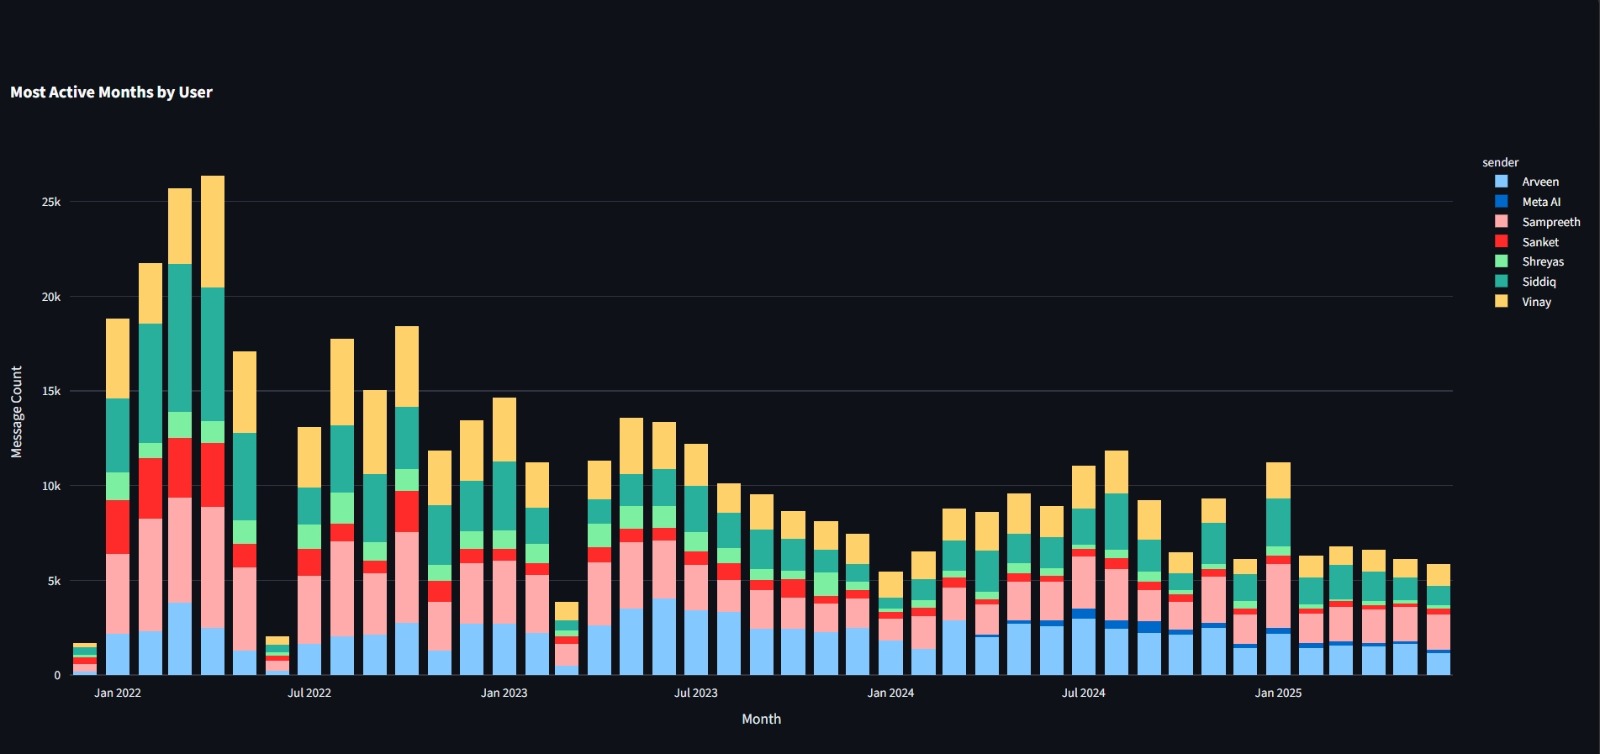 Most Active Months by User
sender
Arveen
Meta AI
Sampreeth
Sanket
Shreyas
Siddiq
Vinay
Message Count
25k
20k
15k
10k
5k
0
Jan 2022
Jul 2022
Jan 2023
Jul 2023
Jan 2024
Jul 2024
Jan 2025
Month